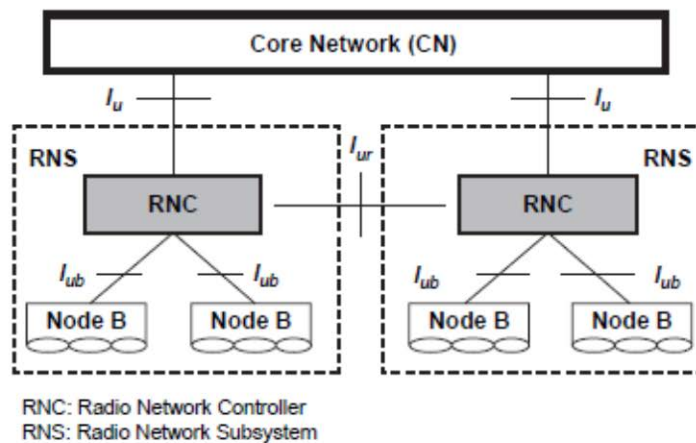 Core Network (CN)
Iu
Iu
RNS
Iur
RNS
RNC
RNC
Iub
Iub
Iub
Iub
Node B
Node B
Node B
Node B
RNC: Radio Network Controller
RNS: Radio Network Subsystem